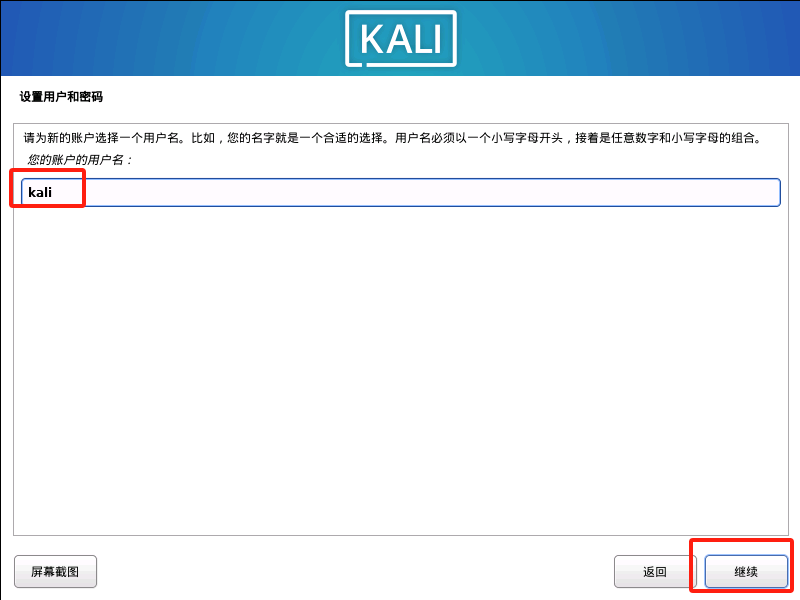 KALI
设置用户和密码
请为新的账户选择一个用户名。比如，您的名字就是一个合适的选择。用户名必须以一个小写字母开头，接着是任意数字和小写字母的组合。
您的账户的用户名：
kali
屏幕截图
返回
继续